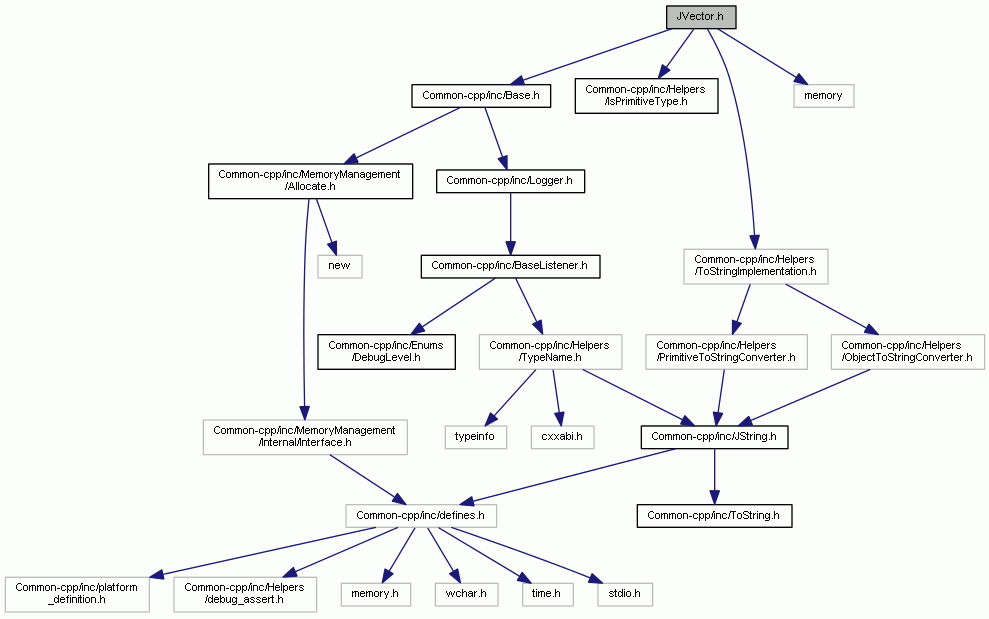 JVector.h
Common-cpp/inc/Base.h
Common-cpp/inc/Helpers
/IsPrimitiveType.h
memory
Common-cpp/inc/MemoryManagement
/Allocate.h
Common-cpp/inc/Logger.h
new
Common-cpp/inc/BaseListener.h
Common-cpp/inc/Helpers
/ToStringImplementation.h
Common-cpp/inc/Enums
/DebugLevel.h
Common-cpp/inc/Helpers
/TypeName.h
Common-cpp/inc/Helpers
/PrimitiveToStringConverter.h
Common-cpp/inc/Helpers
/ObjectToStringConverter.h
Common-cpp/inc/MemoryManagement
/Internal/Interface.h
typeinfo
cxxabi.h
Common-cpp/inc/JString.h
Common-cpp/inc/defines.h
Common-cpp/inc/ToString.h
Common-cpp/inc/platform
_definition.h
Common-cpp/inc/Helpers
/debug_assert.h
memory.h
wchar.h
time.h
stdio.h